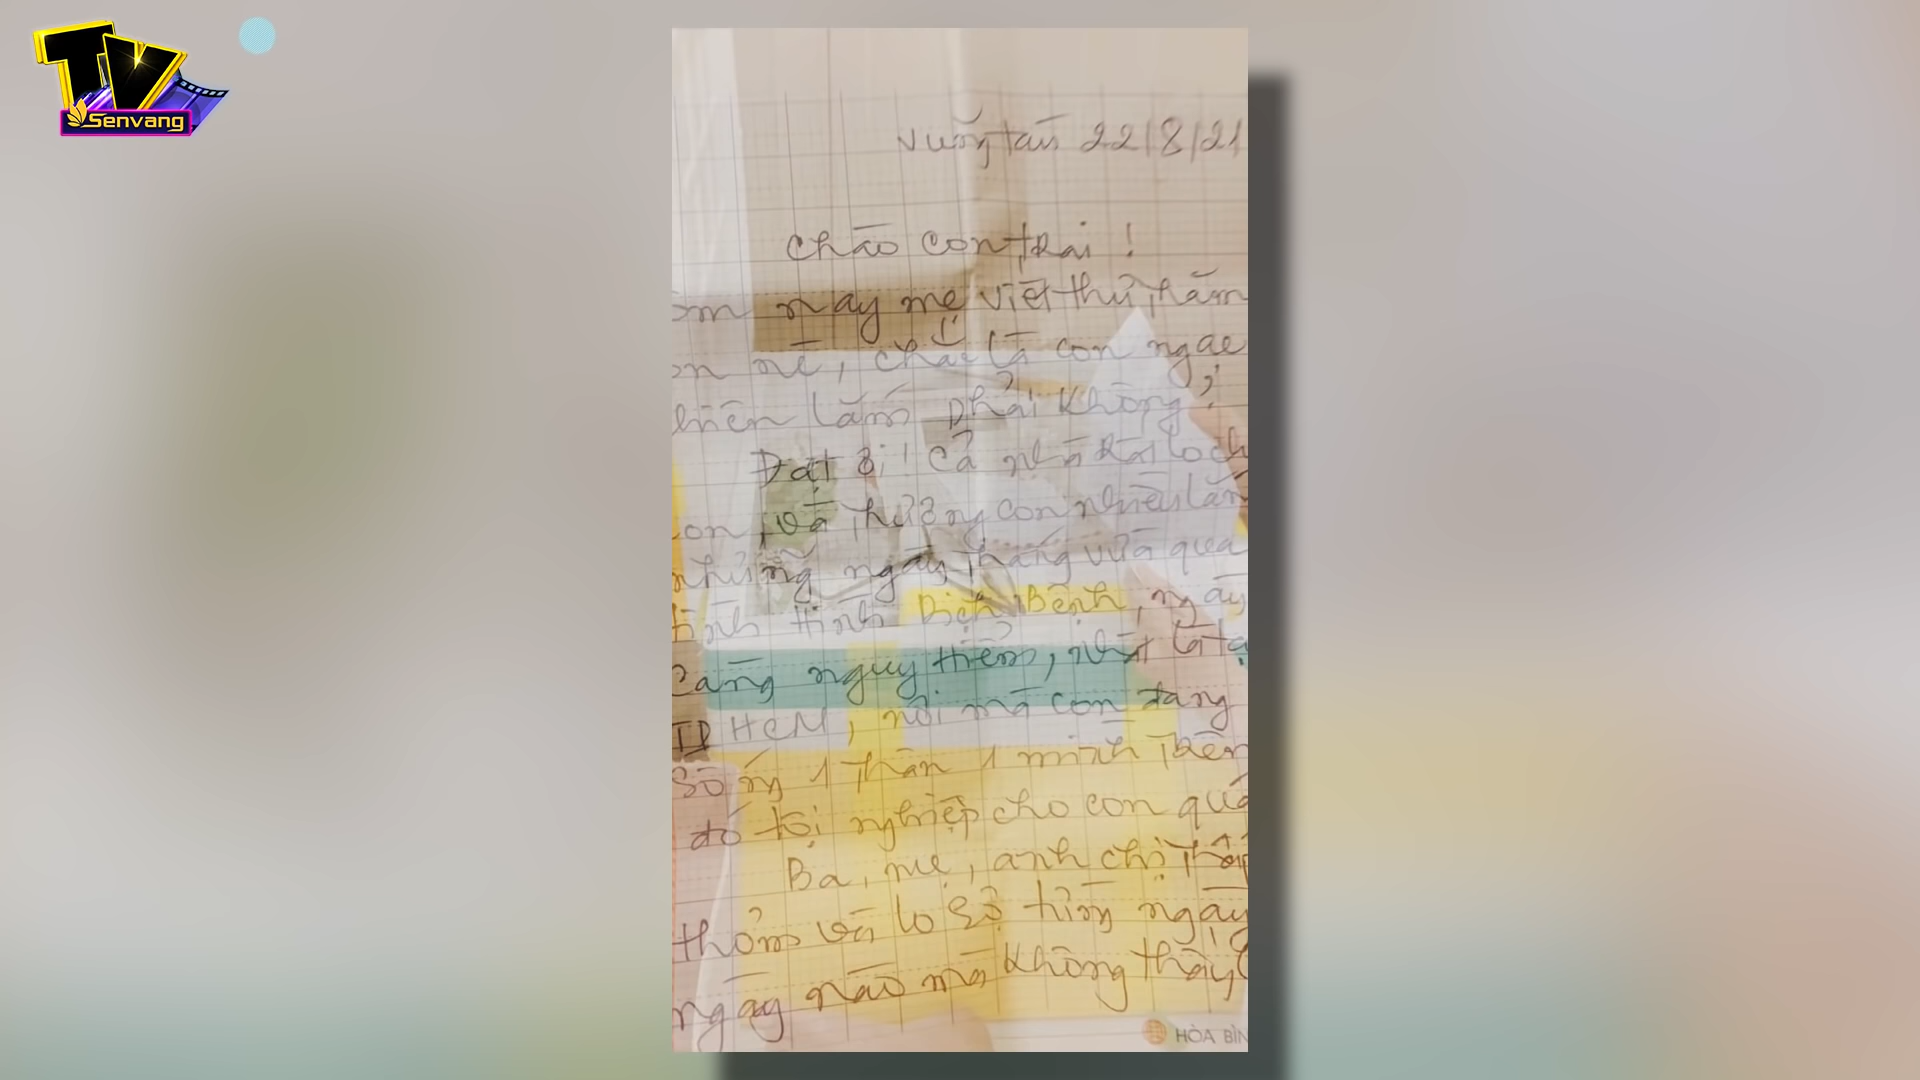 TV
Senvang
Vũng tàu 22/8/21
Chào con trai !
nay mẹ viết thư thăm
nè, chắc là con ngạc
nhiên lắm phải không?
Đạt ơi! Cả nhà rất lo ch
con, và thương con nhiều lắm
những ngày tháng vừa qua
tình hình Dịch Bệnh, ngày
càng nguy hiểm, nhất là tạ
TP HCM, nơi mà con đang
sống 1 thân 1 mình trên
đó tội nghiệp cho con quá
Ba, mẹ, anh chị thấp
thỏm và lo sợ từng ngày
ngày nào mà không thấy
HÒA BÌN